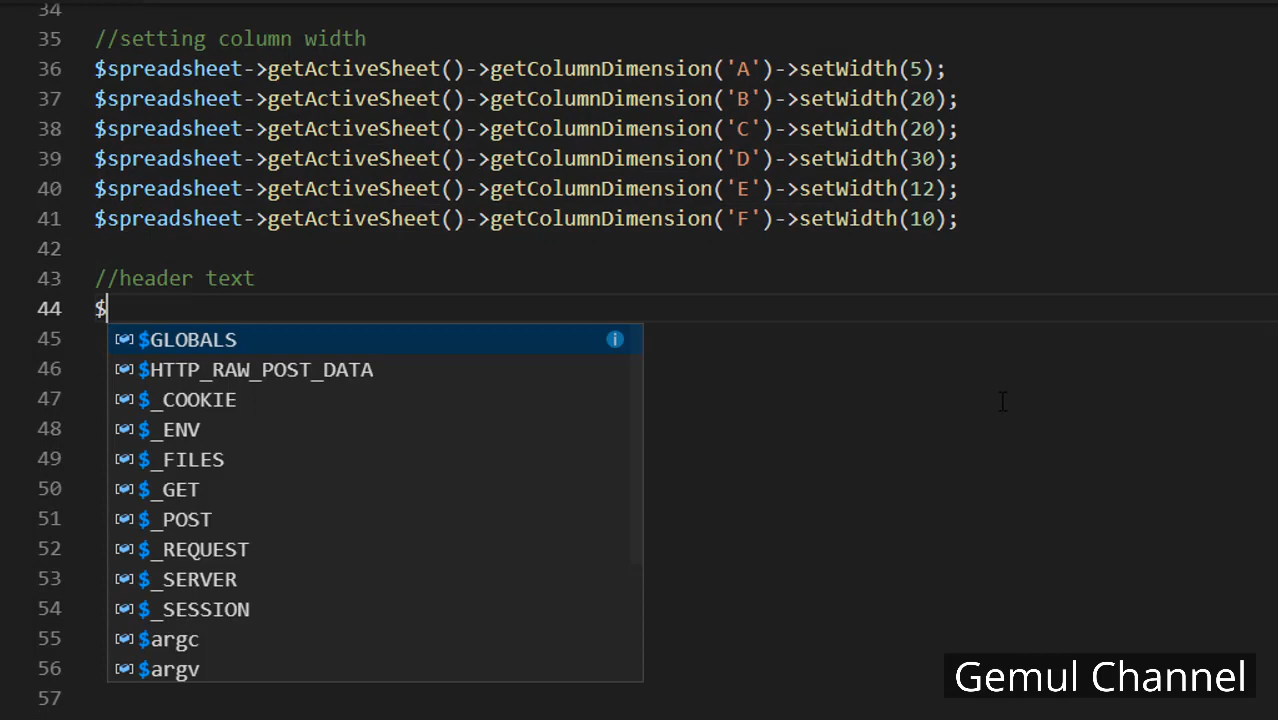 34
35 //setting column width
36 $spreadsheet->getActiveSheet()->getColumnDimension('A')->setWidth(5);
37 $spreadsheet->getActiveSheet()->getColumnDimension('B')->setWidth(20);
38 $spreadsheet->getActiveSheet()->getColumnDimension('C')->setWidth(20);
39 $spreadsheet->getActiveSheet()->getColumnDimension('D')->setWidth(30);
40 $spreadsheet->getActiveSheet()->getColumnDimension('E')->setWidth(12);
41 $spreadsheet->getActiveSheet()->getColumnDimension('F')->setWidth(10);
42
43 //header text
44 $
45 $GLOBALS
46 $HTTP_RAW_POST_DATA
47 $_COOKIE
48 $_ENV
49 $_FILES
50 $_GET
51 $_POST
52 $_REQUEST
53 $_SERVER
54 $_SESSION
55 $argc
56 $argv
57
Gemul Channel